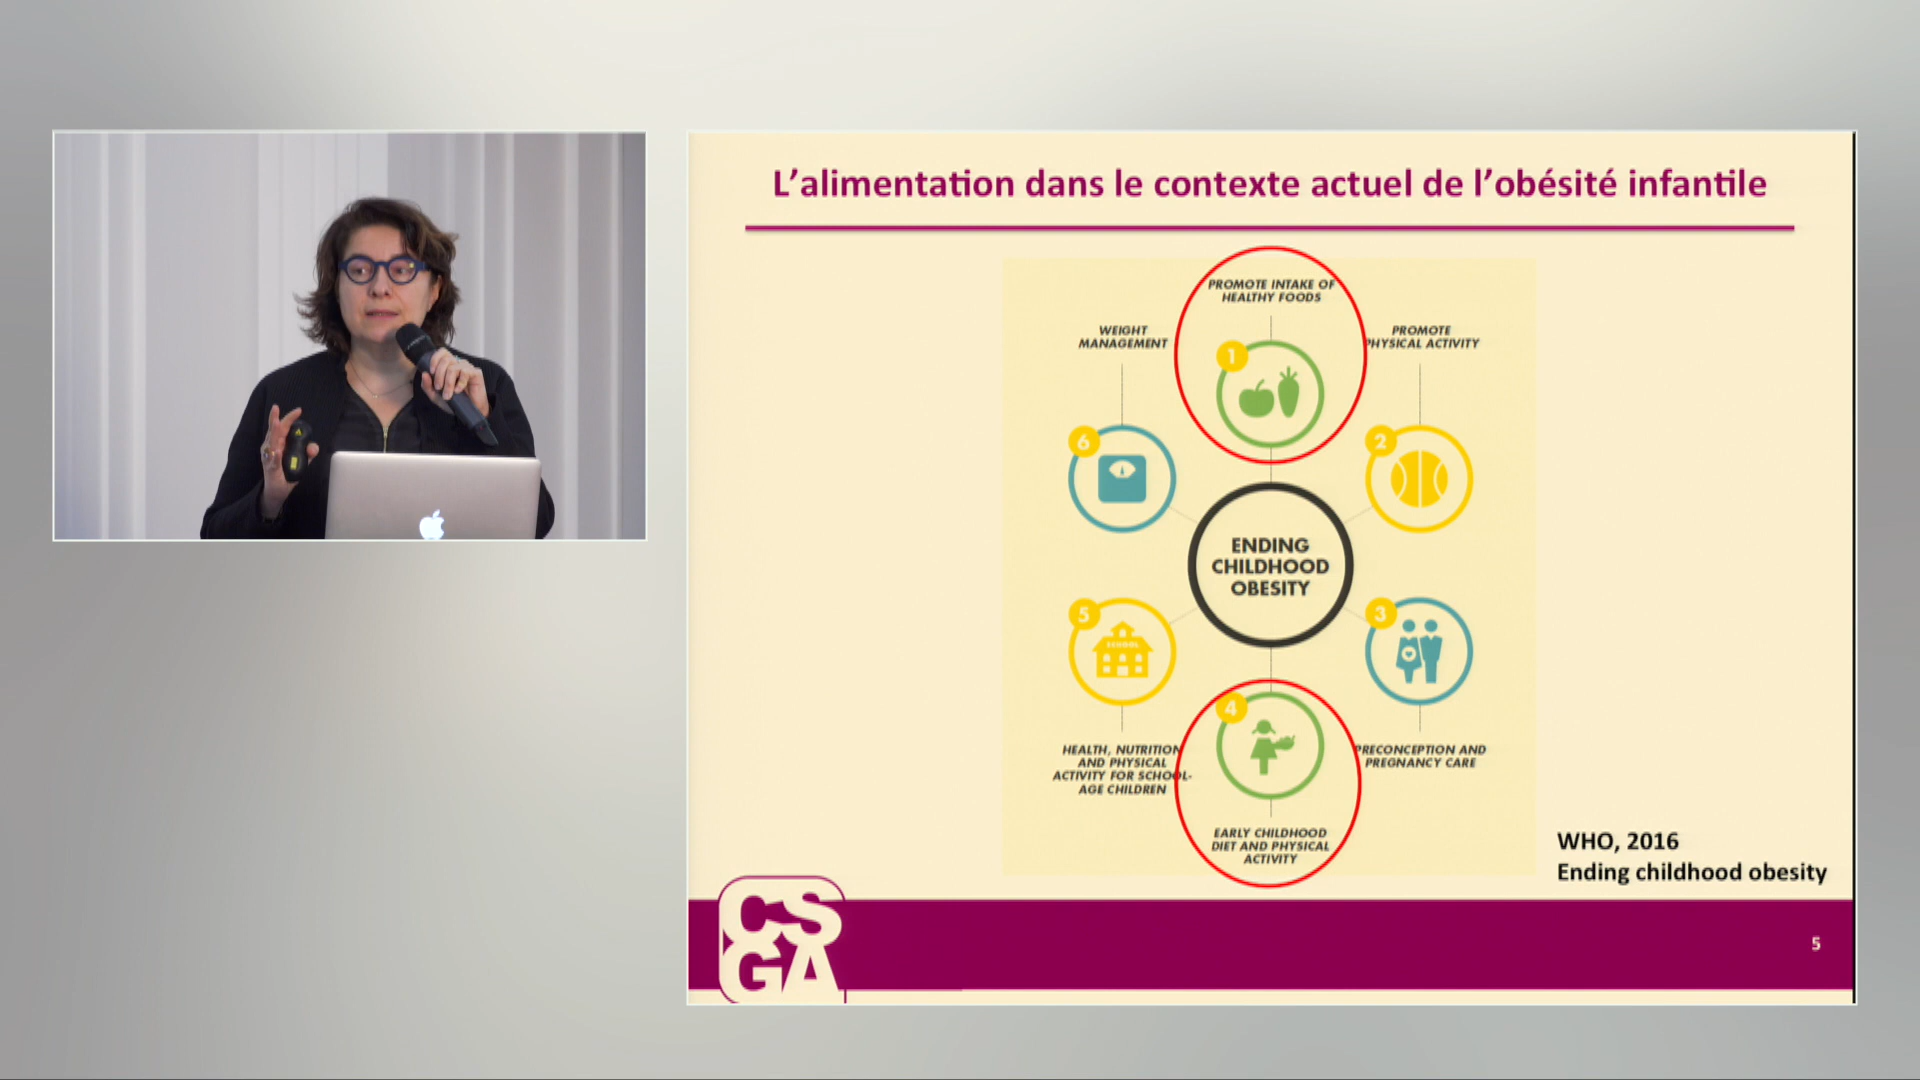 L'alimentation dans le contexte actuel de l'obésité infantile
PROMOTE INTAKE OF
HEALTHY FOODS
WEIGHT
MANAGEMENT
PROMOTE
PHYSICAL ACTIVITY
1
6
2
ENDING
CHILDHOOD
OBESITY
5
SCHOOL
3
4
HEALTH, NUTRITION
AND PHYSICAL
ACTIVITY FOR SCHOOL-
AGE CHILDREN
PRECONCEPTION AND
PREGNANCY CARE
EARLY CHILDHOOD
DIET AND PHYSICAL
ACTIVITY
WHO, 2016
Ending childhood obesity
CS
GA
5